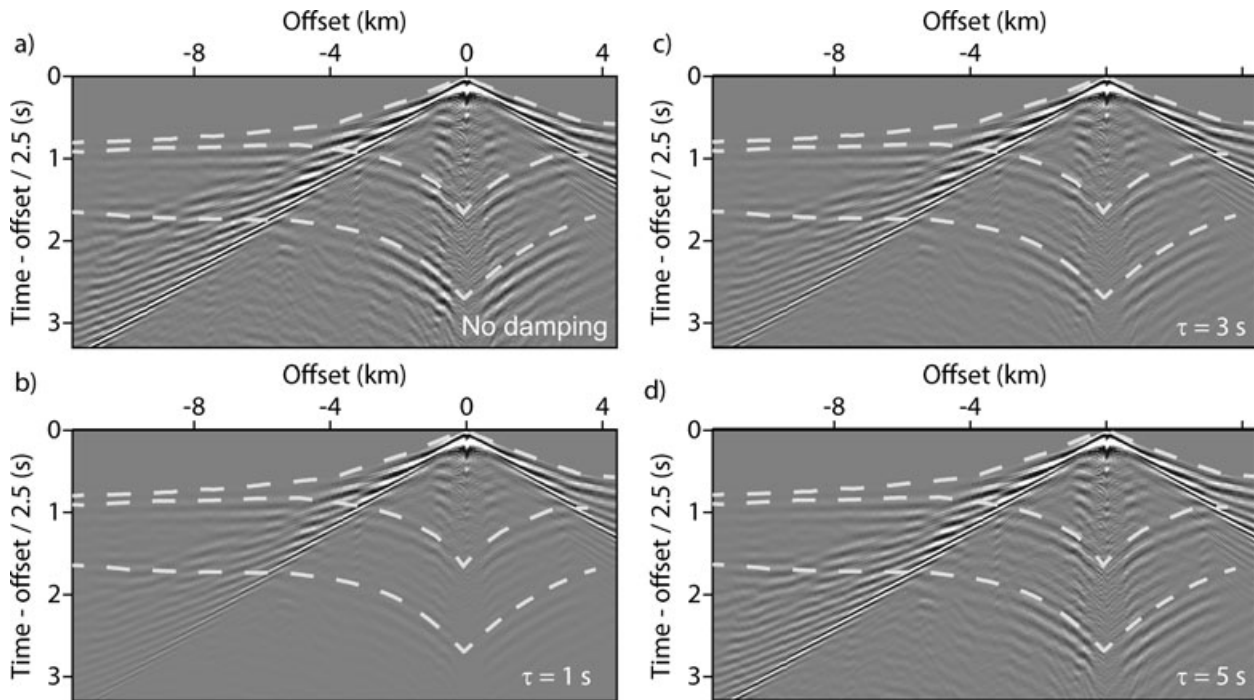 a)
Offset (km)
-8 -4 0 4
0
1
2
3
Time - offset / 2.5 (s)
No damping
c)
Offset (km)
-8 -4 0 4
0
1
2
3
Time - offset / 2.5 (s)
τ = 3 s
b)
Offset (km)
-8 -4 0 4
0
1
2
3
Time - offset / 2.5 (s)
τ = 1 s
d)
Offset (km)
-8 -4
0
1
2
3
Time - offset / 2.5 (s)
τ = 5 s